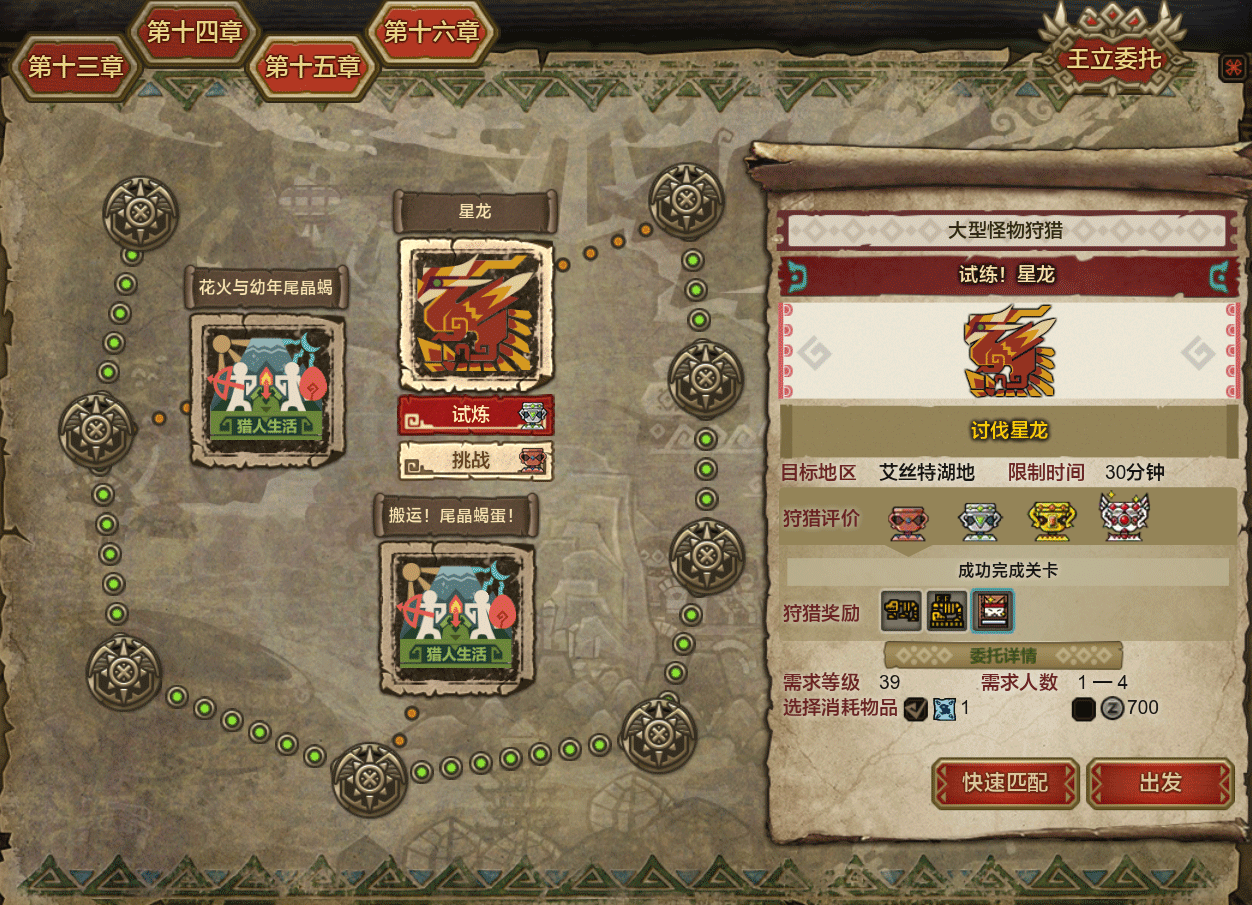 第十三章
第十四章
第十五章
第十六章
王立委托
星龙
试炼
挑战
花火与幼年尾晶蝎
猎人生活
搬运！尾晶蝎蛋！
猎人生活
大型怪物狩猎
试练！星龙
讨伐星龙
目标地区 艾丝特湖地 限制时间 30分钟
狩猎评价
成功完成关卡
狩猎奖励
委托详情
需求等级 39 需求人数 1 — 4
选择消耗物品 1 Z 700
快速匹配 出发